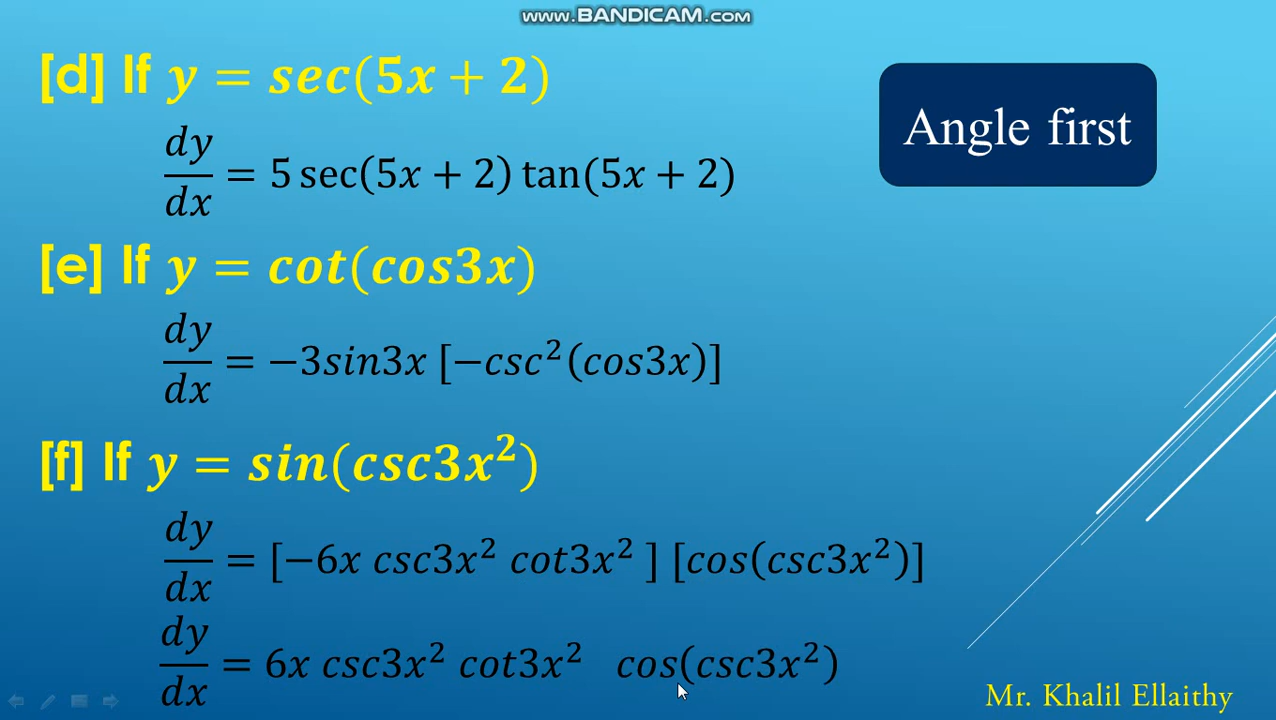 www.BANDICAM.com
[d] If y = sec(5x + 2)
Angle first
dy/dx = 5 sec(5x + 2) tan(5x + 2)
[e] If y = cot(cos3x)
dy/dx = −3sin3x [−csc²(cos3x)]
[f] If y = sin(csc3x²)
dy/dx = [−6x csc3x² cot3x² ] [cos(csc3x²)]
dy/dx = 6x csc3x² cot3x² cos(csc3x²)
Mr. Khalil Ellaithy